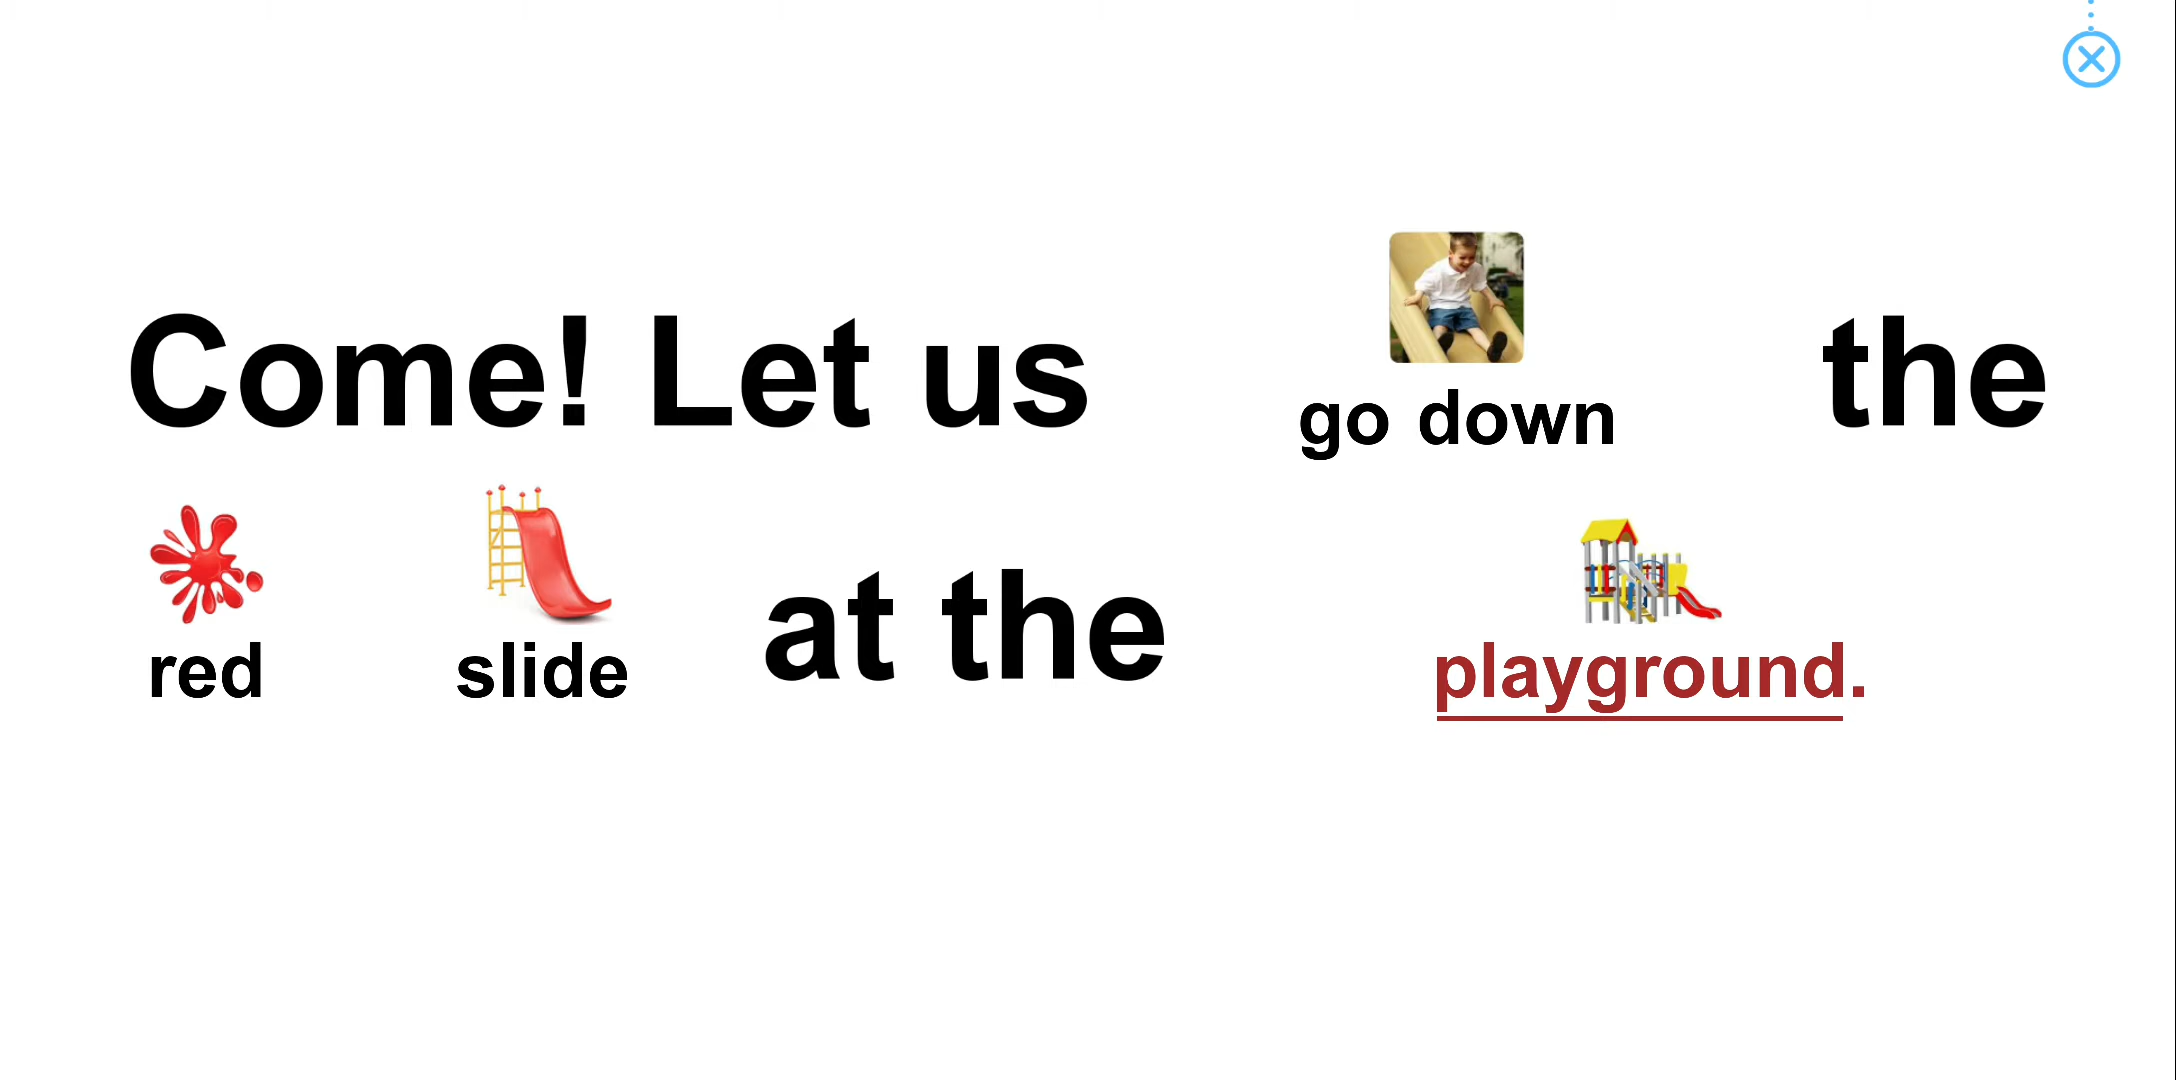 Come! Let us go down the
red slide at the playground.